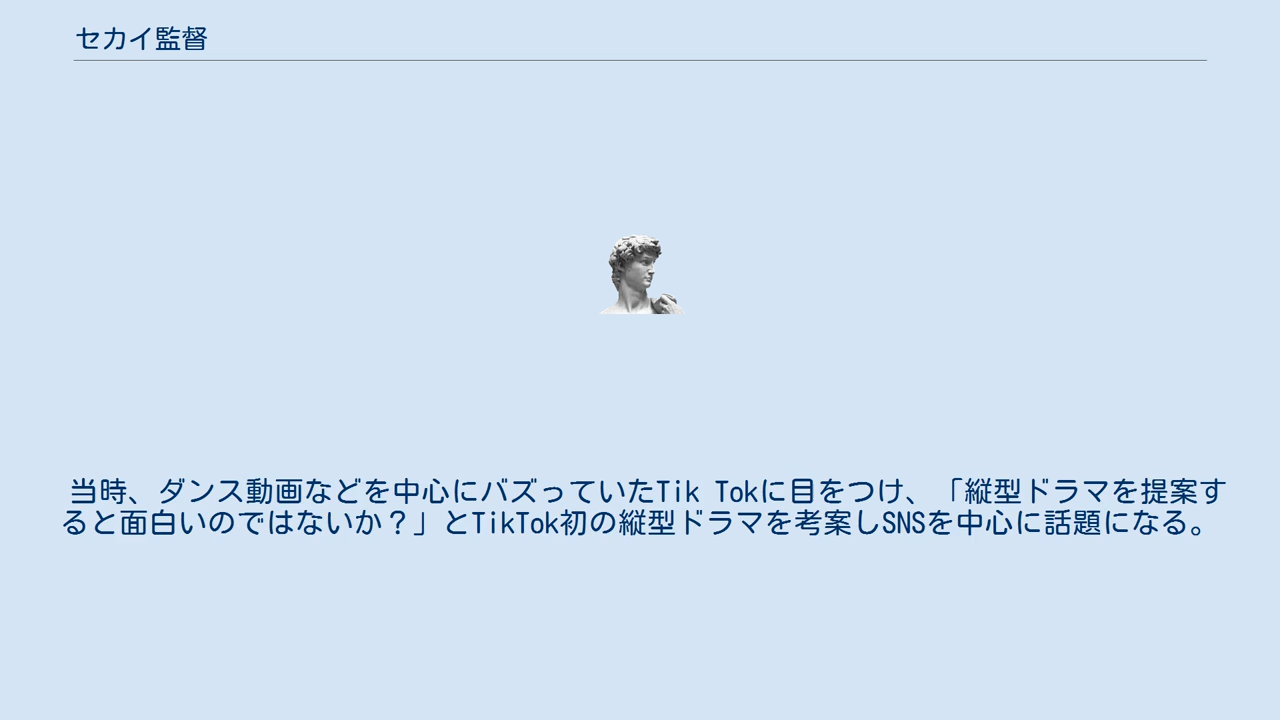 セカイ監督
当時、ダンス動画などを中心にバズっていたTik Tokに目をつけ、「縦型ドラマを提案す
ると面白いのではないか？」とTikTok初の縦型ドラマを考案しSNSを中心に話題になる。